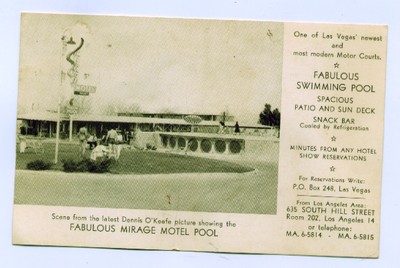 One of Las Vegas' newest
and
most modern Motor Courts.
☆
FABULOUS
SWIMMING POOL
SPACIOUS
PATIO AND SUN DECK
SNACK BAR
Cooled by Refrigeration
☆
MINUTES FROM ANY HOTEL
SHOW RESERVATIONS
☆
For Reservations Write:
P.O. Box 248, Las Vegas
From Los Angeles Area:
635 SOUTH HILL STREET
Room 202, Los Angeles 14
or telephone:
MA. 6-5814 - MA. 6-5815
Scene from the latest Dennis O'Keefe picture showing the
FABULOUS MIRAGE MOTEL POOL